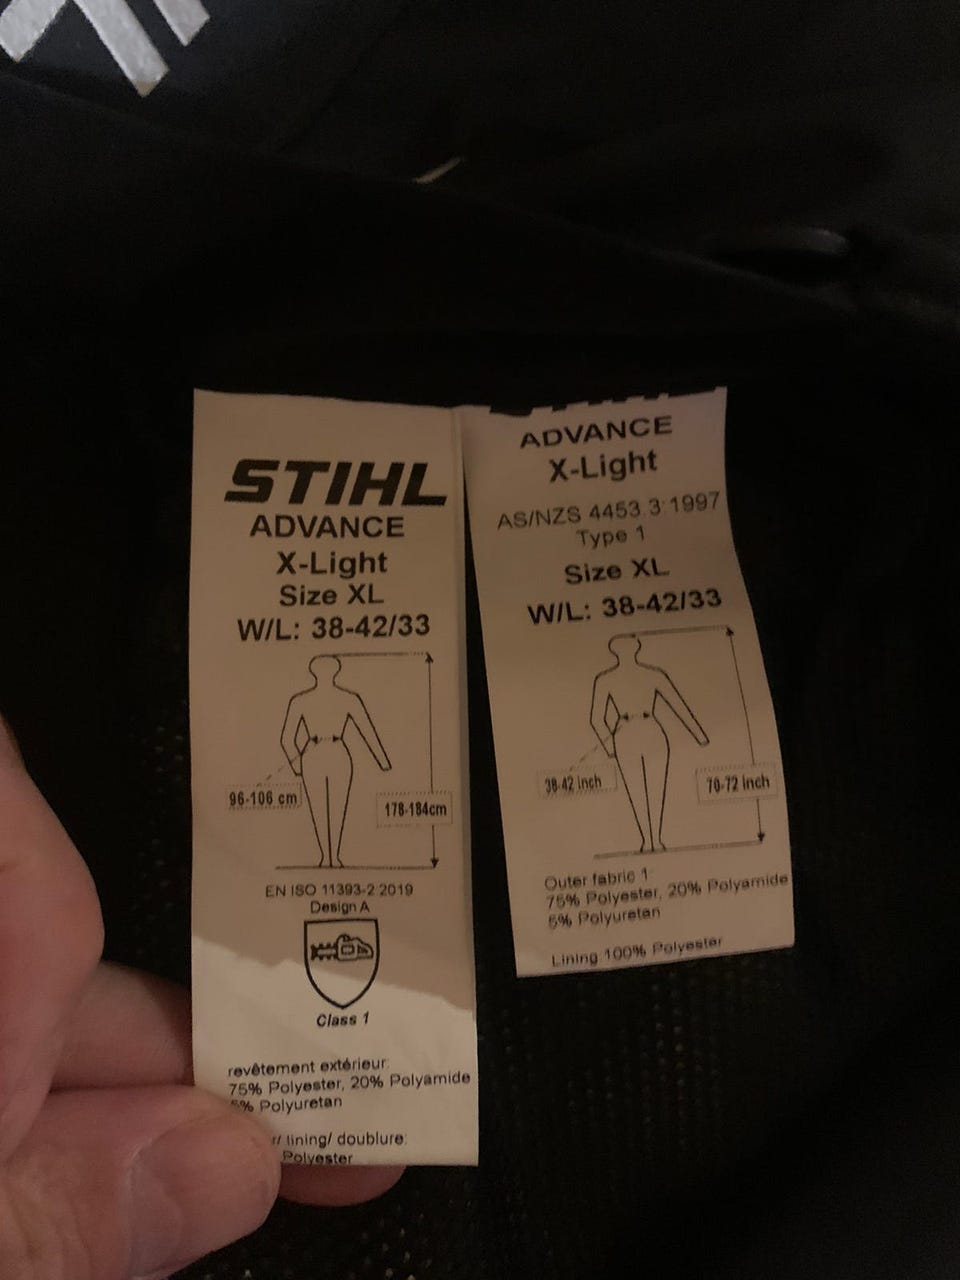 STIHL
ADVANCE
X-Light
Size XL
W/L: 38-42/33
96-106 cm
178-184cm
EN ISO 11393-2:2019
Design A
Class 1
revêtement extérieur:
75% Polyester, 20% Polyamide
5% Polyuretan
lining/ doublure:
Polyester
ADVANCE
X-Light
AS/NZS 4453.3:1997
Type 1
Size XL
W/L: 38-42/33
38-42 inch
70-72 inch
Outer fabric 1:
75% Polyester, 20% Polyamide
5% Polyuretan
Lining 100% Polyester